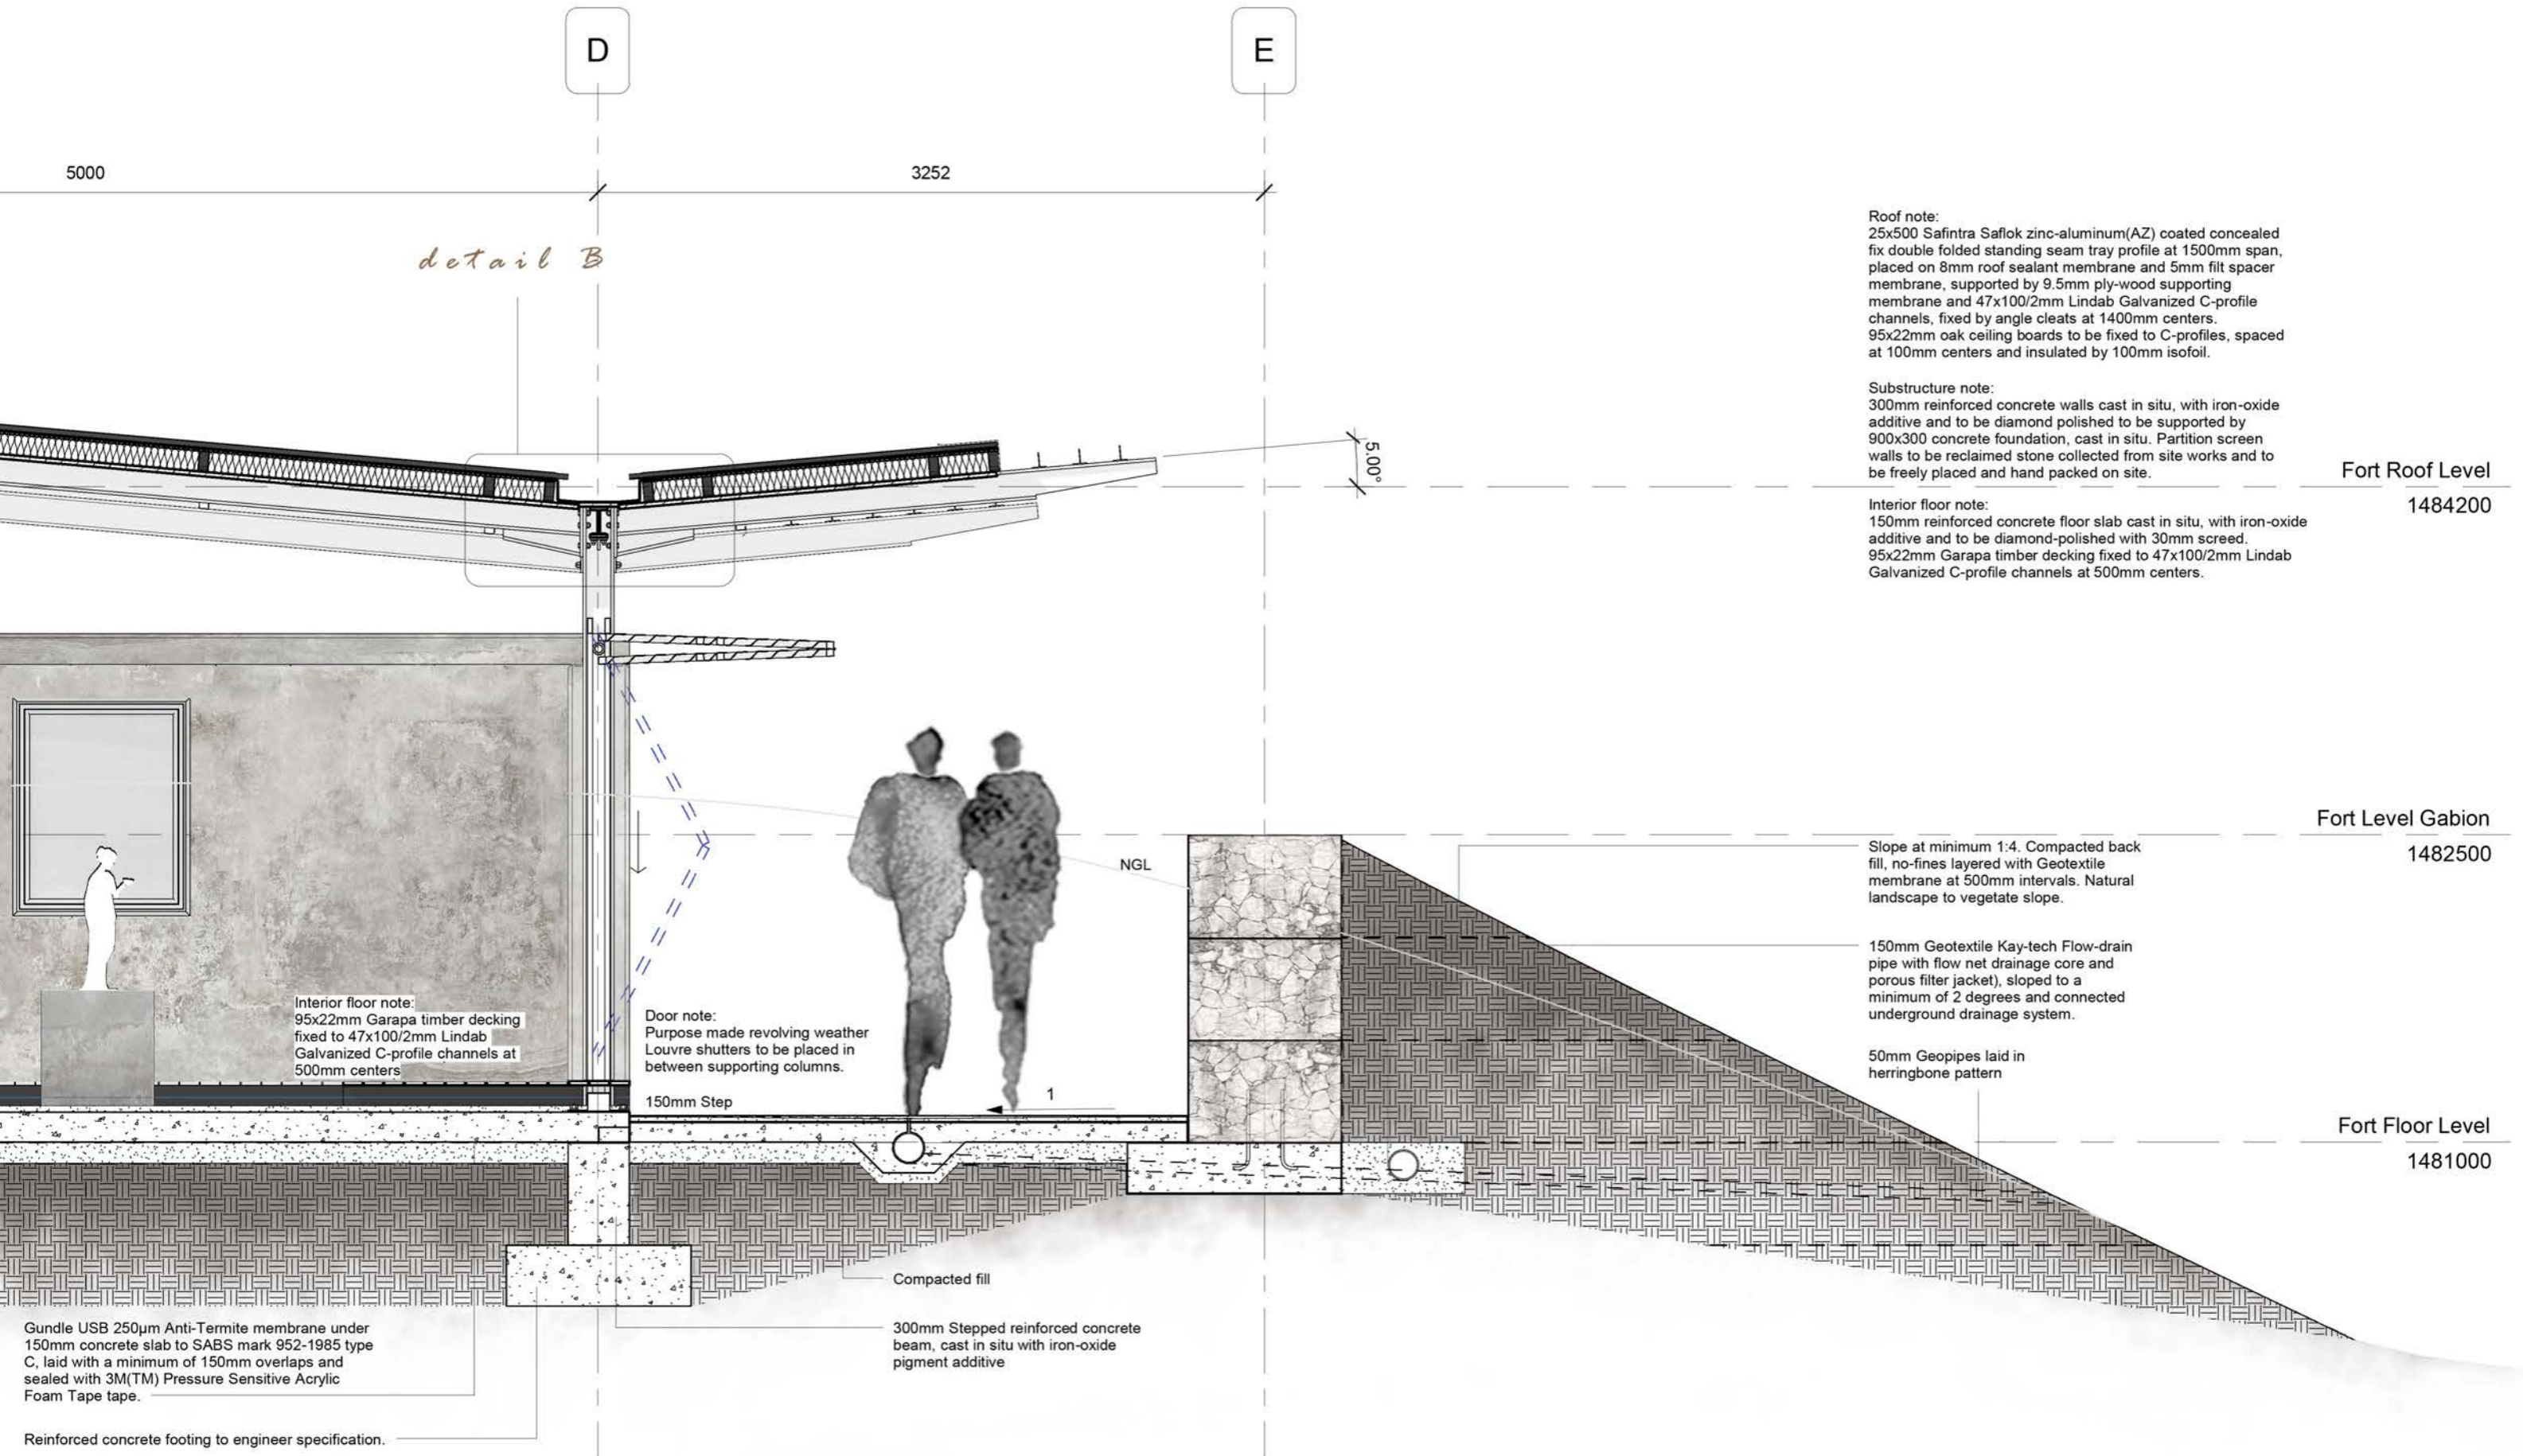 D
E
5000
3252
detail B
5.00°
Roof note:
25x500 Safintra Saflok zinc-aluminum(AZ) coated concealed
fix double folded standing seam tray profile at 1500mm span,
placed on 8mm roof sealant membrane and 5mm filt spacer
membrane, supported by 9.5mm ply-wood supporting
membrane and 47x100/2mm Lindab Galvanized C-profile
channels, fixed by angle cleats at 1400mm centers.
95x22mm oak ceiling boards to be fixed to C-profiles, spaced
at 100mm centers and insulated by 100mm isofoil.
Substructure note:
300mm reinforced concrete walls cast in situ, with iron-oxide
additive and to be diamond polished to be supported by
900x300 concrete foundation, cast in situ. Partition screen
walls to be reclaimed stone collected from site works and to
be freely placed and hand packed on site.
Interior floor note:
150mm reinforced concrete floor slab cast in situ, with iron-oxide
additive and to be diamond-polished with 30mm screed.
95x22mm Garapa timber decking fixed to 47x100/2mm Lindab
Galvanized C-profile channels at 500mm centers.
Fort Roof Level
1484200
Fort Level Gabion
1482500
NGL
Slope at minimum 1:4. Compacted back
fill, no-fines layered with Geotextile
membrane at 500mm intervals. Natural
landscape to vegetate slope.
150mm Geotextile Kay-tech Flow-drain
pipe with flow net drainage core and
porous filter jacket), sloped to a
minimum of 2 degrees and connected
underground drainage system.
50mm Geopipes laid in
herringbone pattern
Fort Floor Level
1481000
Interior floor note:
95x22mm Garapa timber decking
fixed to 47x100/2mm Lindab
Galvanized C-profile channels at
500mm centers
Door note:
Purpose made revolving weather
Louvre shutters to be placed in
between supporting columns.
150mm Step
1
Compacted fill
300mm Stepped reinforced concrete
beam, cast in situ with iron-oxide
pigment additive
Gundle USB 250µm Anti-Termite membrane under
150mm concrete slab to SABS mark 952-1985 type
C, laid with a minimum of 150mm overlaps and
sealed with 3M(TM) Pressure Sensitive Acrylic
Foam Tape tape.
Reinforced concrete footing to engineer specification.